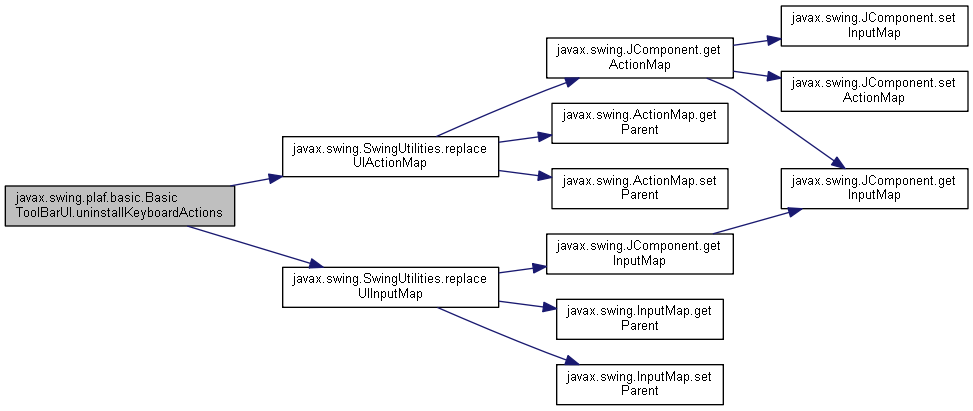 javax.swing.plaf.basic.Basic
ToolBarUI.uninstallKeyboardActions
javax.swing.SwingUtilities.replace
UIActionMap
javax.swing.SwingUtilities.replace
UIInputMap
javax.swing.JComponent.get
ActionMap
javax.swing.ActionMap.get
Parent
javax.swing.ActionMap.set
Parent
javax.swing.JComponent.get
InputMap
javax.swing.InputMap.get
Parent
javax.swing.InputMap.set
Parent
javax.swing.JComponent.set
InputMap
javax.swing.JComponent.set
ActionMap
javax.swing.JComponent.get
InputMap